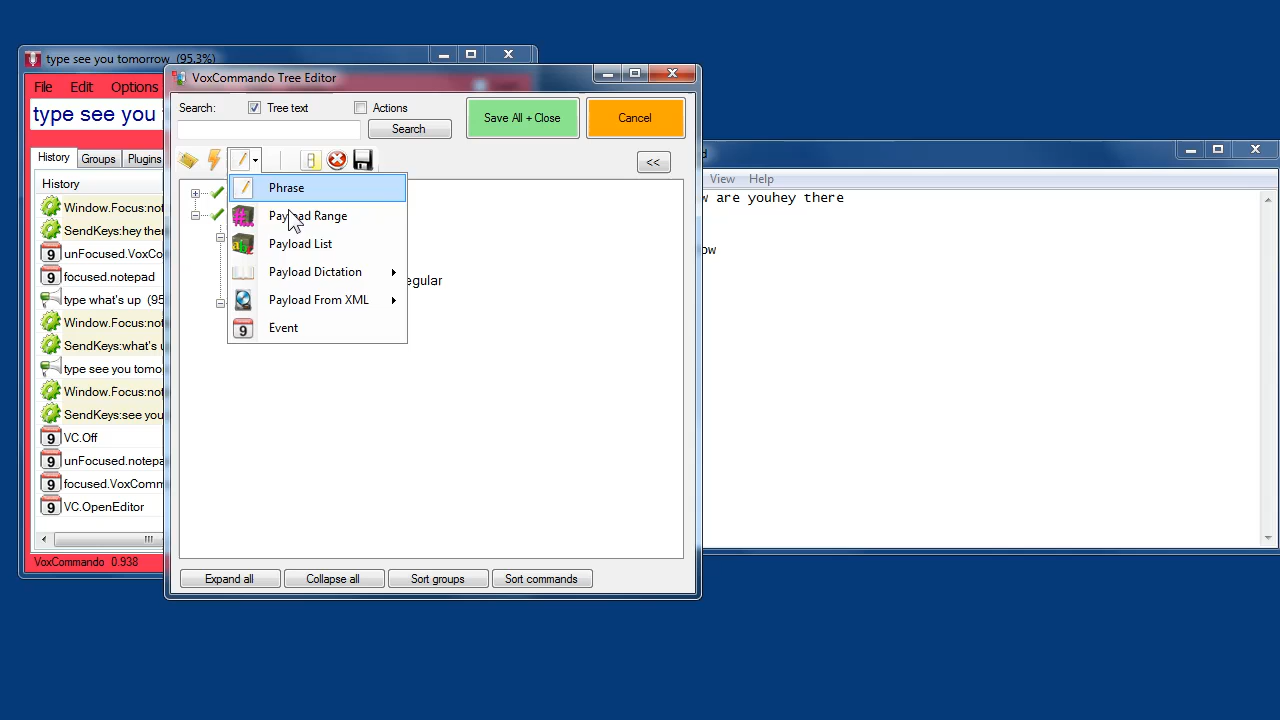 type see you tomorrow (95.3%)
File Edit Options
type see you
History Groups Plugins
History
Window.Focus:not
SendKeys:hey ther
unFocused.VoxCo
focused.notepad
type what's up (95
Window.Focus:not
SendKeys:what's u
type see you tomo
Window.Focus:not
SendKeys:see you
VC.Off
unFocused.notepa
focused.VoxComm
VC.OpenEditor
VoxCommando 0.938
VoxCommando Tree Editor
Search: Tree text Actions
Search
Save All + Close
Cancel
<<
Phrase
Payload Range
Payload List
Payload Dictation
Payload From XML
Event
egular
Expand all Collapse all Sort groups Sort commands
d
View Help
w are youhey there
ow